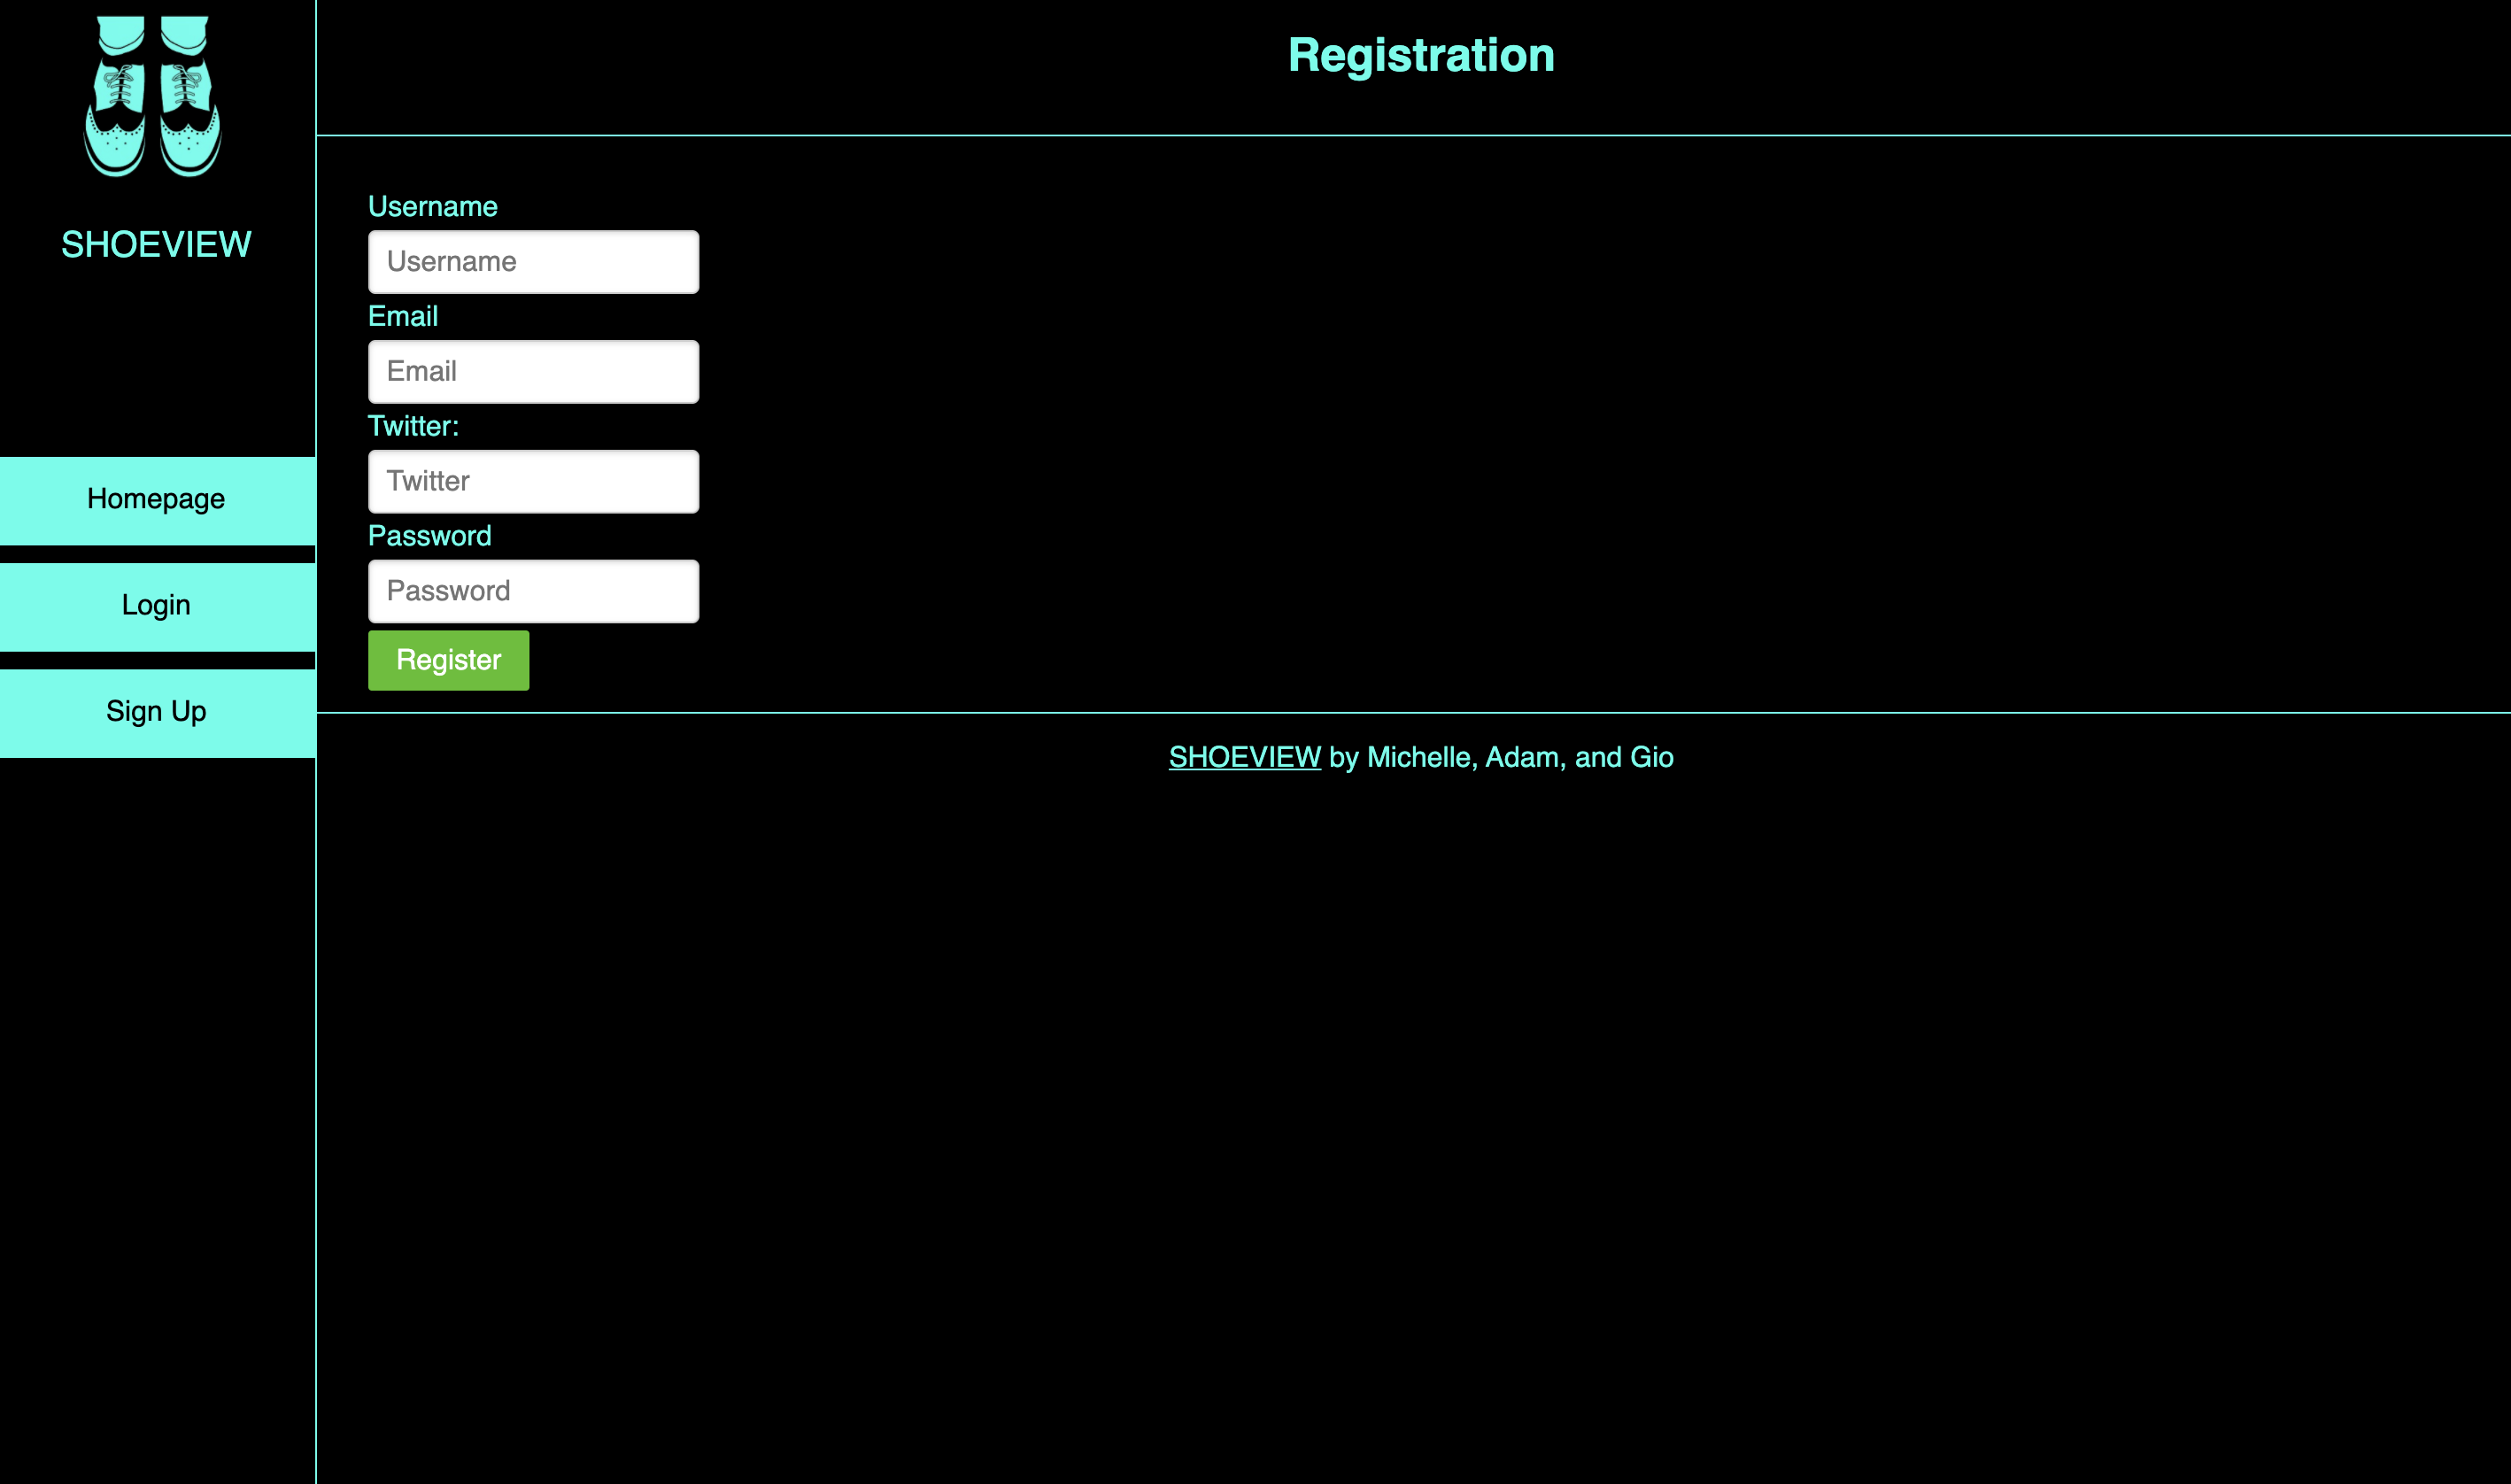 SHOEVIEW
Homepage
Login
Sign Up
Registration
Username
Username
Email
Email
Twitter:
Twitter
Password
Password
Register
SHOEVIEW by Michelle, Adam, and Gio